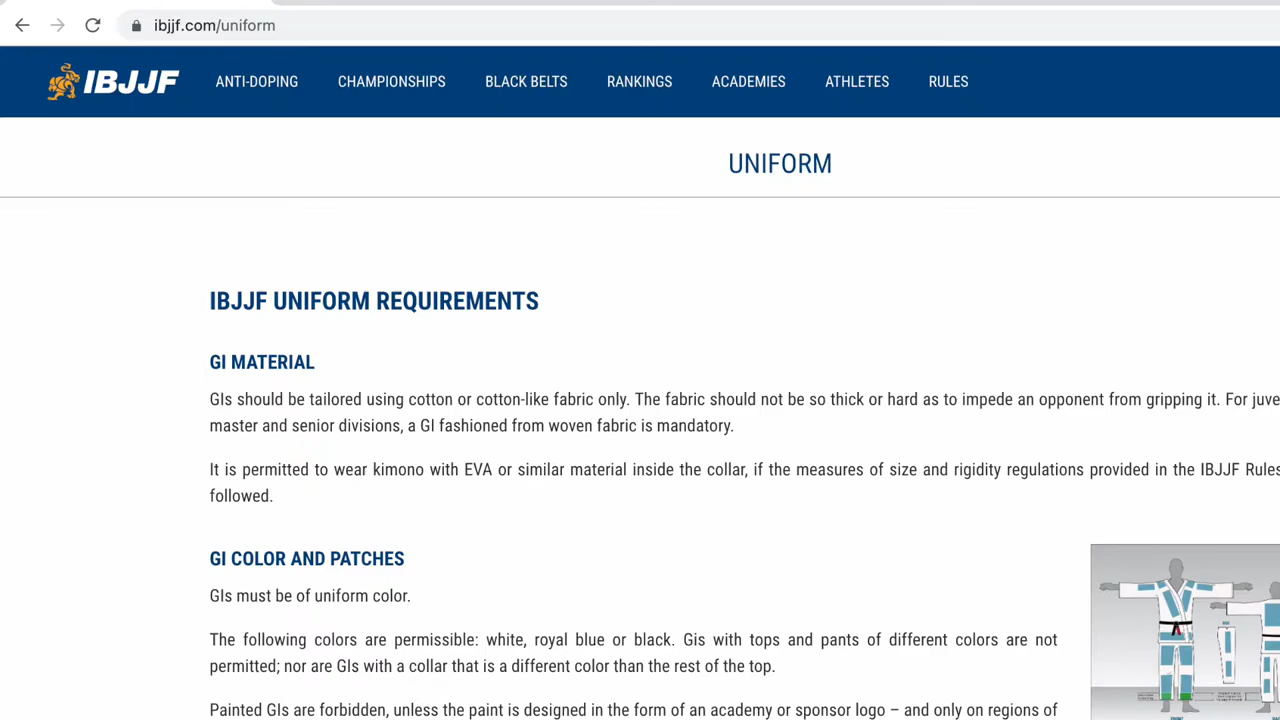 ibjjf.com/uniform
IBJJF ANTI-DOPING CHAMPIONSHIPS BLACK BELTS RANKINGS ACADEMIES ATHLETES RULES
UNIFORM
IBJJF UNIFORM REQUIREMENTS
GI MATERIAL
GIs should be tailored using cotton or cotton-like fabric only. The fabric should not be so thick or hard as to impede an opponent from gripping it. For juve
master and senior divisions, a GI fashioned from woven fabric is mandatory.
It is permitted to wear kimono with EVA or similar material inside the collar, if the measures of size and rigidity regulations provided in the IBJJF Rules
followed.
GI COLOR AND PATCHES
GIs must be of uniform color.
The following colors are permissible: white, royal blue or black. Gis with tops and pants of different colors are not
permitted; nor are GIs with a collar that is a different color than the rest of the top.
Painted GIs are forbidden, unless the paint is designed in the form of an academy or sponsor logo – and only on regions of